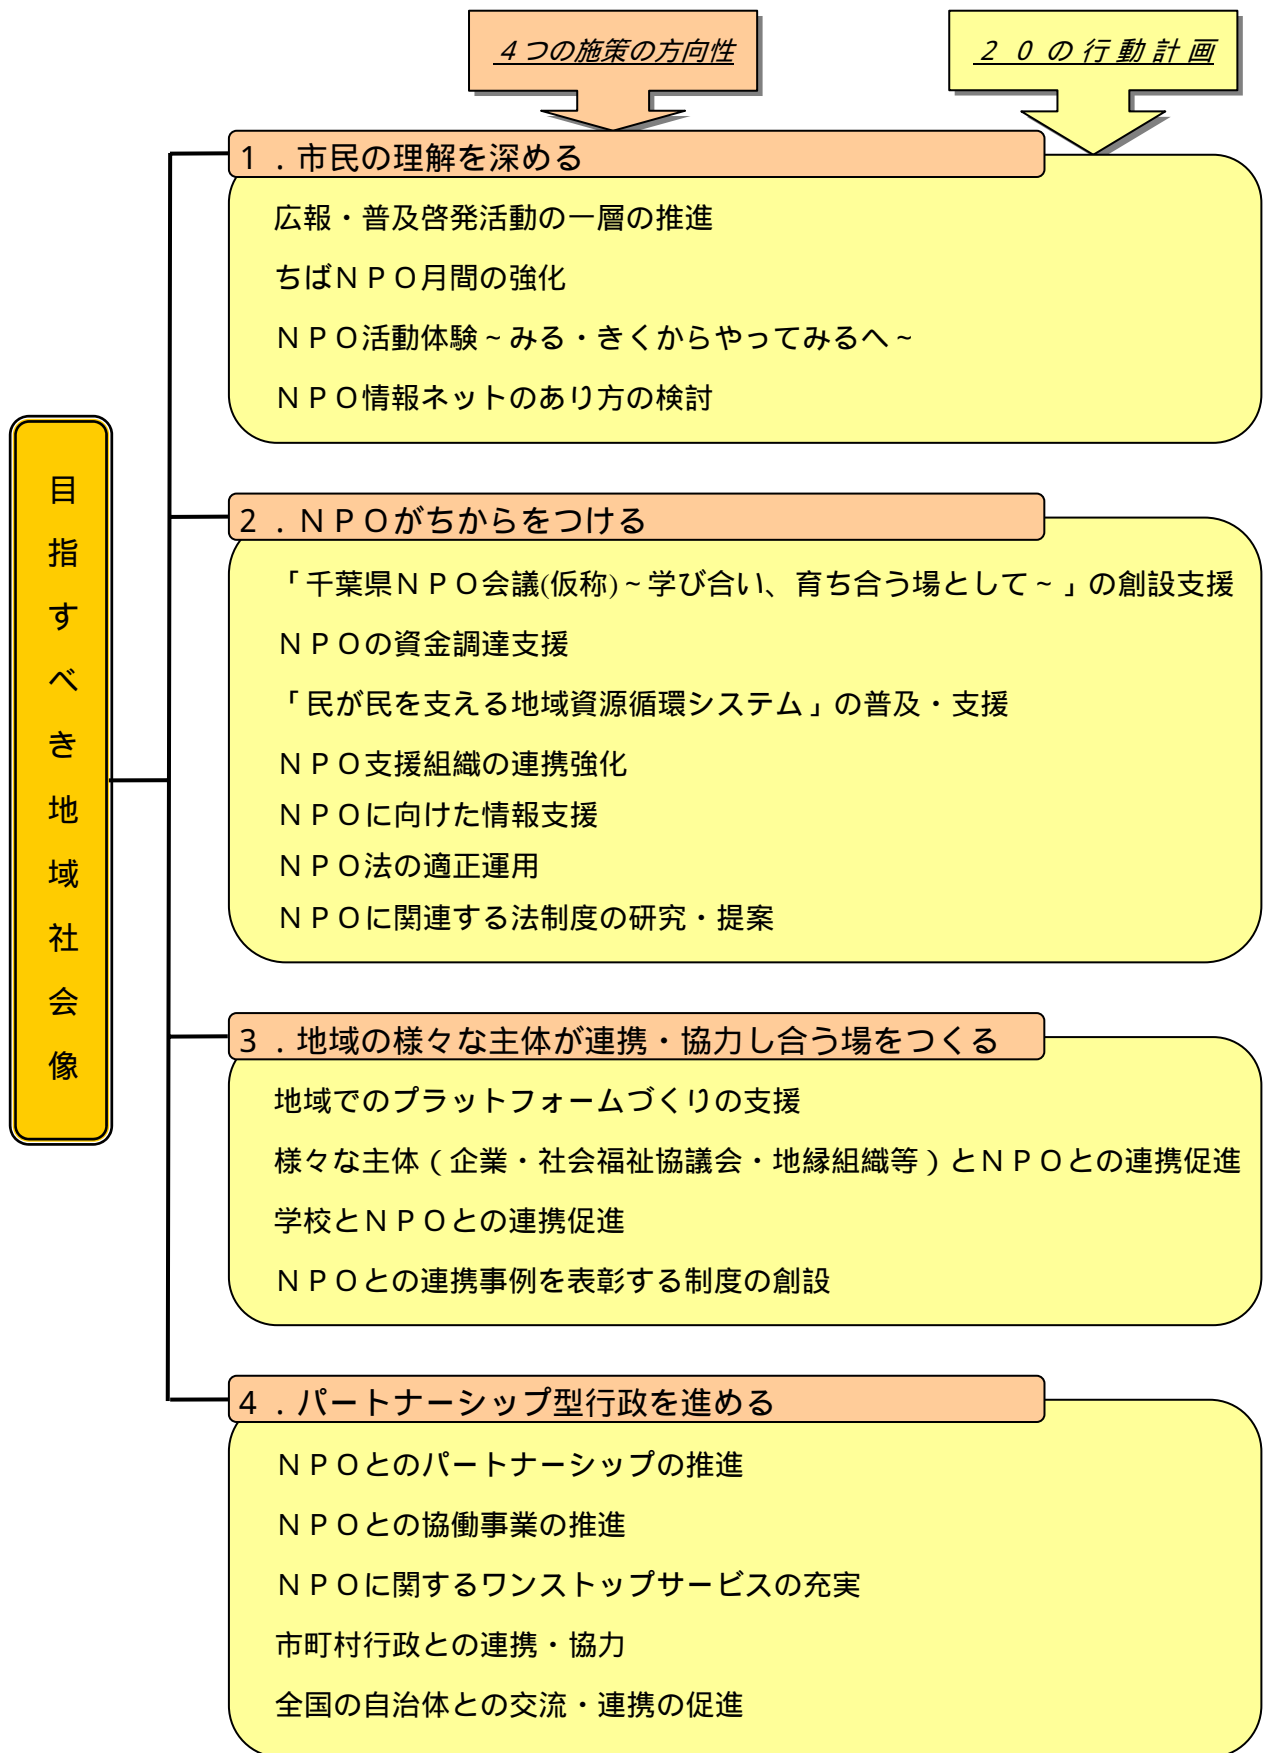 ４つの施策の方向性
２０の行動計画
目指すべき地域社会像
１．市民の理解を深める
広報・普及啓発活動の一層の推進
ちばＮＰＯ月間の強化
ＮＰＯ活動体験～みる・きくからやってみるへ～
ＮＰＯ情報ネットのあり方の検討
２．ＮＰＯがちからをつける
「千葉県ＮＰＯ会議(仮称)～学び合い、育ち合う場として～」の創設支援
ＮＰＯの資金調達支援
「民が民を支える地域資源循環システム」の普及・支援
ＮＰＯ支援組織の連携強化
ＮＰＯに向けた情報支援
ＮＰＯ法の適正運用
ＮＰＯに関連する法制度の研究・提案
３．地域の様々な主体が連携・協力し合う場をつくる
地域でのプラットフォームづくりの支援
様々な主体（企業・社会福祉協議会・地縁組織等）とＮＰＯとの連携促進
学校とＮＰＯとの連携促進
ＮＰＯとの連携事例を表彰する制度の創設
４．パートナーシップ型行政を進める
ＮＰＯとのパートナーシップの推進
ＮＰＯとの協働事業の推進
ＮＰＯに関するワンストップサービスの充実
市町村行政との連携・協力
全国の自治体との交流・連携の促進